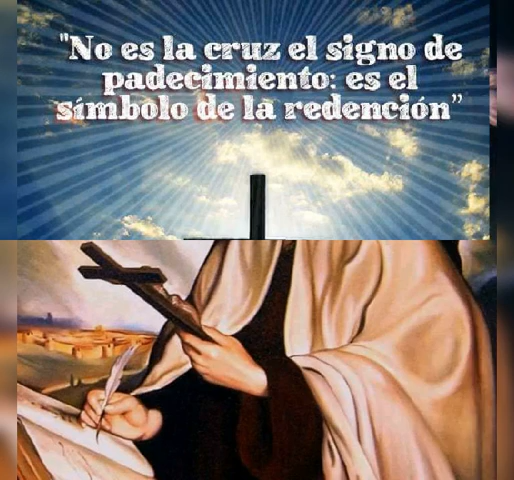 "No es la cruz el signo de
padecimiento: es el
símbolo de la redención”